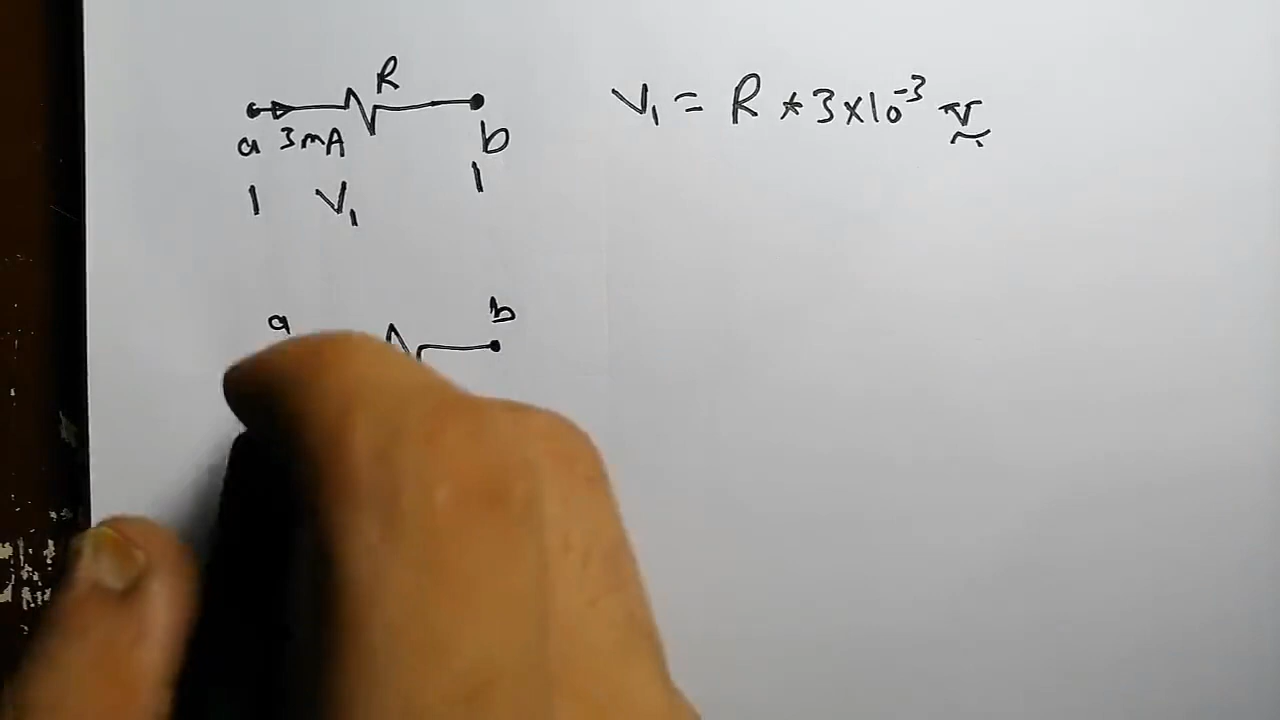 R
V₁ = R * 3×10⁻³ V
a 3mA b
V₁
a b